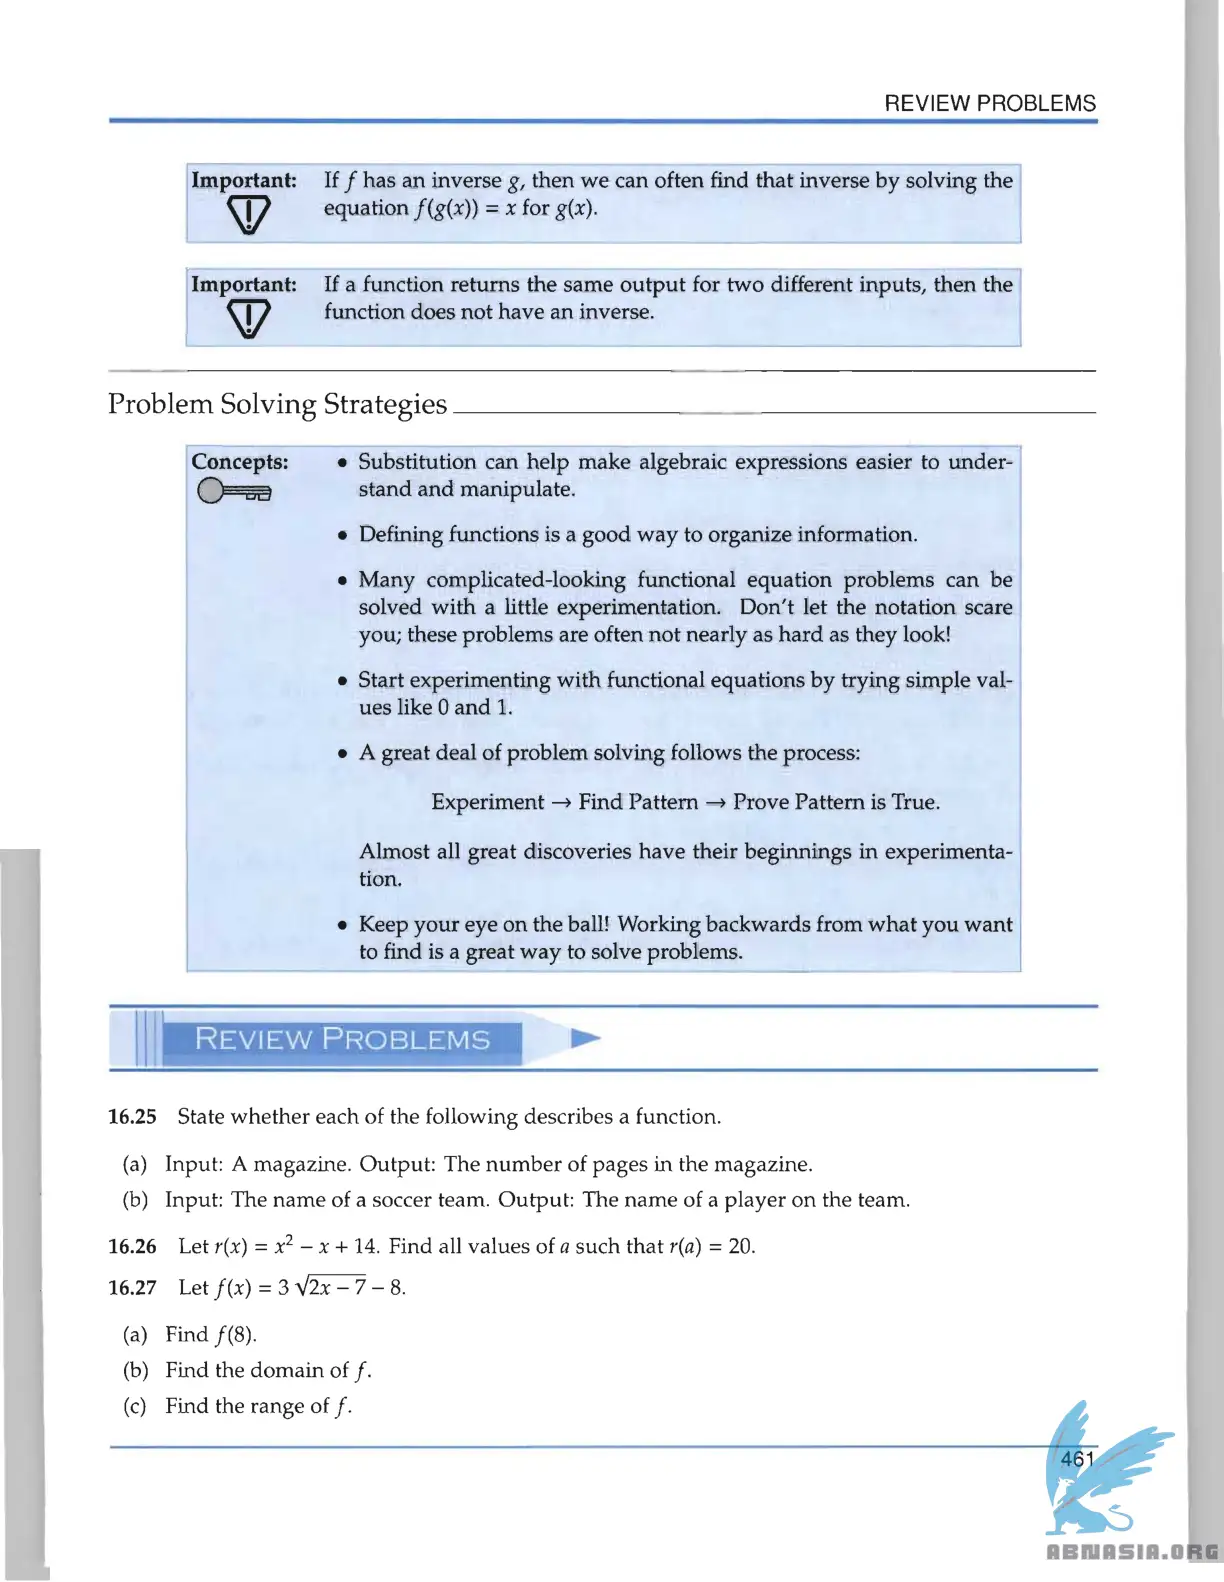 REVIEW PROBLEMS
Important: If f has an inverse g, then we can often find that inverse by solving the
equation f(g(x)) = x for g(x).
Important: If a function returns the same output for two different inputs, then the
function does not have an inverse.
Problem Solving Strategies
Concepts: • Substitution can help make algebraic expressions easier to under-
stand and manipulate.
• Defining functions is a good way to organize information.
• Many complicated-looking functional equation problems can be
solved with a little experimentation. Don't let the notation scare
you; these problems are often not nearly as hard as they look!
• Start experimenting with functional equations by trying simple val-
ues like 0 and 1.
• A great deal of problem solving follows the process:
Experiment → Find Pattern → Prove Pattern is True.
Almost all great discoveries have their beginnings in experimenta-
tion.
• Keep your eye on the ball! Working backwards from what you want
to find is a great way to solve problems.
REVIEW PROBLEMS
16.25 State whether each of the following describes a function.
(a) Input: A magazine. Output: The number of pages in the magazine.
(b) Input: The name of a soccer team. Output: The name of a player on the team.
16.26 Let r(x) = x² − x + 14. Find all values of a such that r(a) = 20.
16.27 Let f(x) = 3√(2x − 7) − 8.
(a) Find f(8).
(b) Find the domain of f.
(c) Find the range of f.
461
ABNASIA.ORG